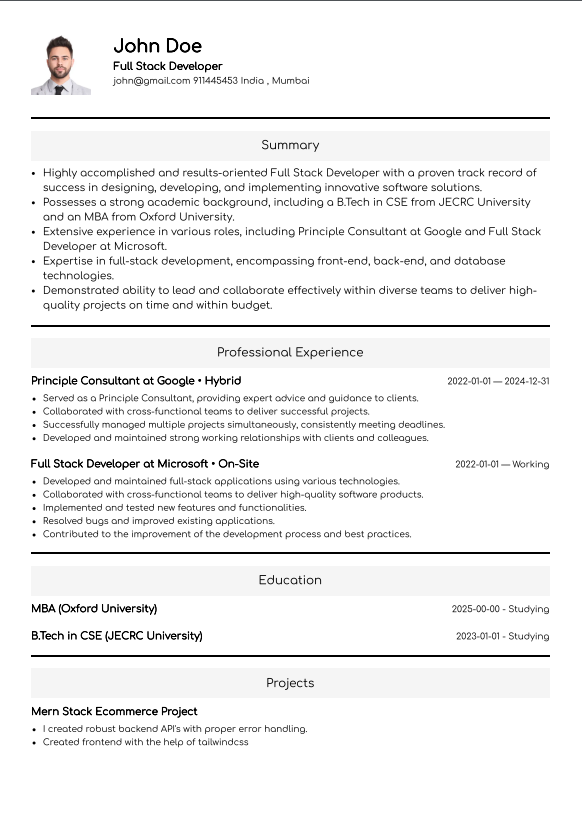 John Doe
Full Stack Developer
john@gmail.com 911445453 India , Mumbai
Summary
• Highly accomplished and results-oriented Full Stack Developer with a proven track record of
success in designing, developing, and implementing innovative software solutions.
• Possesses a strong academic background, including a B.Tech in CSE from JECRC University
and an MBA from Oxford University.
• Extensive experience in various roles, including Principle Consultant at Google and Full Stack
Developer at Microsoft.
• Expertise in full-stack development, encompassing front-end, back-end, and database
technologies.
• Demonstrated ability to lead and collaborate effectively within diverse teams to deliver high-
quality projects on time and within budget.
Professional Experience
Principle Consultant at Google • Hybrid 2022-01-01 — 2024-12-31
• Served as a Principle Consultant, providing expert advice and guidance to clients.
• Collaborated with cross-functional teams to deliver successful projects.
• Successfully managed multiple projects simultaneously, consistently meeting deadlines.
• Developed and maintained strong working relationships with clients and colleagues.
Full Stack Developer at Microsoft • On-Site 2022-01-01 — Working
• Developed and maintained full-stack applications using various technologies.
• Collaborated with cross-functional teams to deliver high-quality software products.
• Implemented and tested new features and functionalities.
• Resolved bugs and improved existing applications.
• Contributed to the improvement of the development process and best practices.
Education
MBA (Oxford University) 2025-00-00 - Studying
B.Tech in CSE (JECRC University) 2023-01-01 - Studying
Projects
Mern Stack Ecommerce Project
• I created robust backend API's with proper error handling.
• Created frontend with the help of tailwindcss